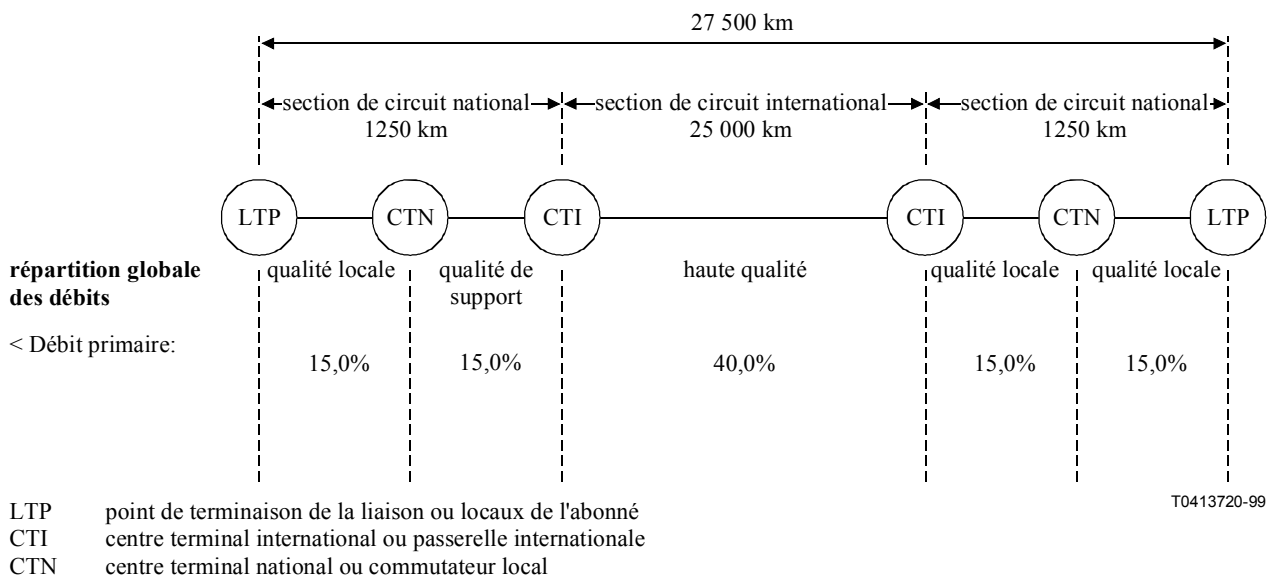 27 500 km
section de circuit national
1250 km
section de circuit international
25 000 km
section de circuit national
1250 km
LTP CTN CTI CTI CTN LTP
répartition globale
des débits
qualité locale
qualité de
support
haute qualité
qualité locale
qualité locale
< Débit primaire:
15,0% 15,0% 40,0% 15,0% 15,0%
T0413720-99
LTP point de terminaison de la liaison ou locaux de l'abonné
CTI centre terminal international ou passerelle internationale
CTN centre terminal national ou commutateur local